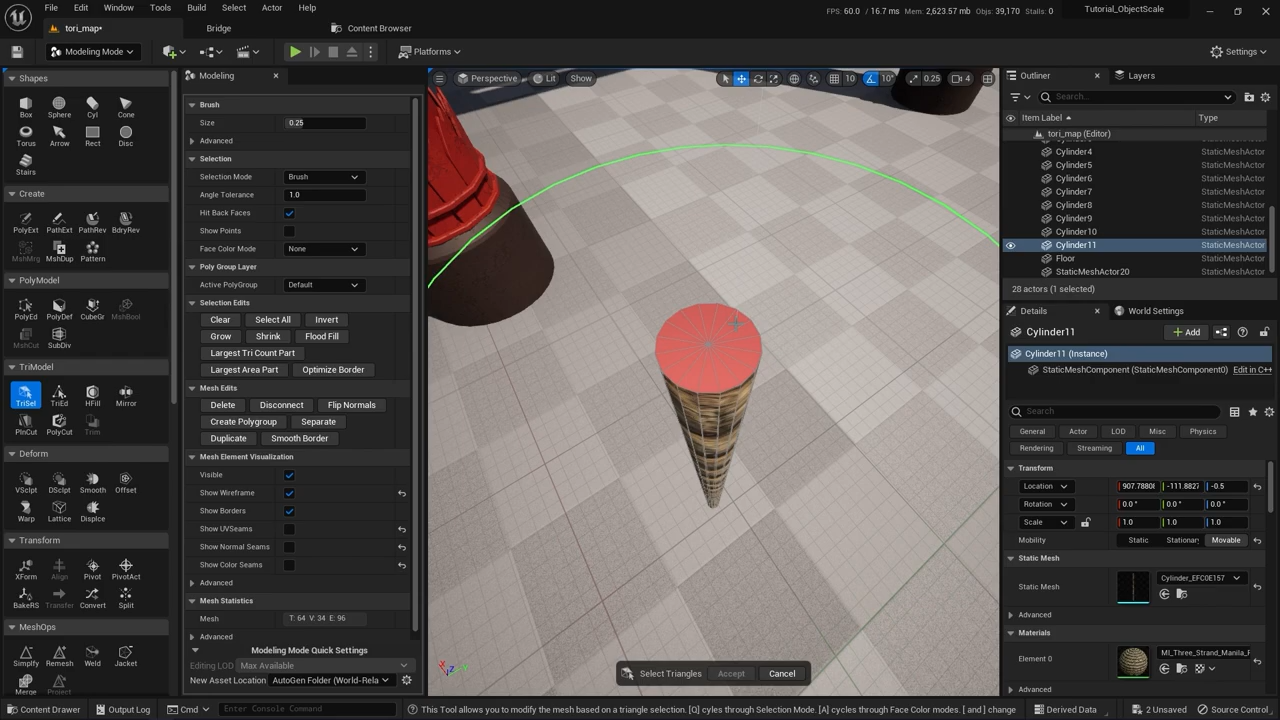 File Edit Window Tools Build Select Actor Help
FPS: 60.0 / 16.7 ms Mem: 2,623.57 mb Objs: 39,170 Stalls: 0
Tutorial_ObjectScale
tori_map*
Bridge
Content Browser
Modeling Mode
Platforms
Settings
Shapes
Box Sphere Cyl Cone
Torus Arrow Rect Disc
Stairs
Create
PolyExt PathExt PathRev BdryRev
MshMrg MshDup Pattern
PolyModel
PolyEd PolyDef CubeGr MshBool
MshCut SubDiv
TriModel
TriSel TriEd HFill Mirror
PlnCut PolyCut Trim
Deform
VSclpt DSclpt Smooth Offset
Warp Lattice Displce
Transform
XForm Align Pivot PivotAct
BakeRS Transfer Convert Split
MeshOps
Simplfy Remesh Weld Jacket
Merge Project
Modeling
Brush
Size 0.25
Advanced
Selection
Selection Mode Brush
Angle Tolerance 1.0
Hit Back Faces
Show Points
Face Color Mode None
Poly Group Layer
Active PolyGroup Default
Selection Edits
Clear Select All Invert
Grow Shrink Flood Fill
Largest Tri Count Part
Largest Area Part Optimize Border
Mesh Edits
Delete Disconnect Flip Normals
Create Polygroup Separate
Duplicate Smooth Border
Mesh Element Visualization
Visible
Show Wireframe
Show Borders
Show UVSeams
Show Normal Seams
Show Color Seams
Advanced
Mesh Statistics
Mesh T: 64 V: 34 E: 96
Advanced
Modeling Mode Quick Settings
Editing LOD Max Available
New Asset Location AutoGen Folder (World-Rela
Perspective Lit Show
10 10° 0.25 4
X Z Y
Select Triangles Accept Cancel
Outliner Layers
Search...
Item Label Type
tori_map (Editor)
Cylinder4 StaticMeshActor
Cylinder5 StaticMeshActor
Cylinder6 StaticMeshActor
Cylinder7 StaticMeshActor
Cylinder8 StaticMeshActor
Cylinder9 StaticMeshActor
Cylinder10 StaticMeshActor
Cylinder11 StaticMeshActor
Floor StaticMeshActor
StaticMeshActor20 StaticMeshActor
28 actors (1 selected)
Details World Settings
Cylinder11 Add
Cylinder11 (Instance)
StaticMeshComponent (StaticMeshComponent0) Edit in C++
Search
General Actor LOD Misc Physics
Rendering Streaming All
Transform
Location 907.7880 -111.8827 -0.5
Rotation 0.0 ° 0.0 ° 0.0 °
Scale 1.0 1.0 1.0
Mobility Static Stationary Movable
Static Mesh
Static Mesh Cylinder_EFC0E157
Advanced
Materials
Element 0 MI_Three_Strand_Manila_R
Advanced
Content Drawer Output Log Cmd Enter Console Command
This Tool allows you to modify the mesh based on a triangle selection. [Q] cyles through Selection Mode. [A] cycles through Face Color modes. [ and ] change
Derived Data 2 Unsaved Source Control